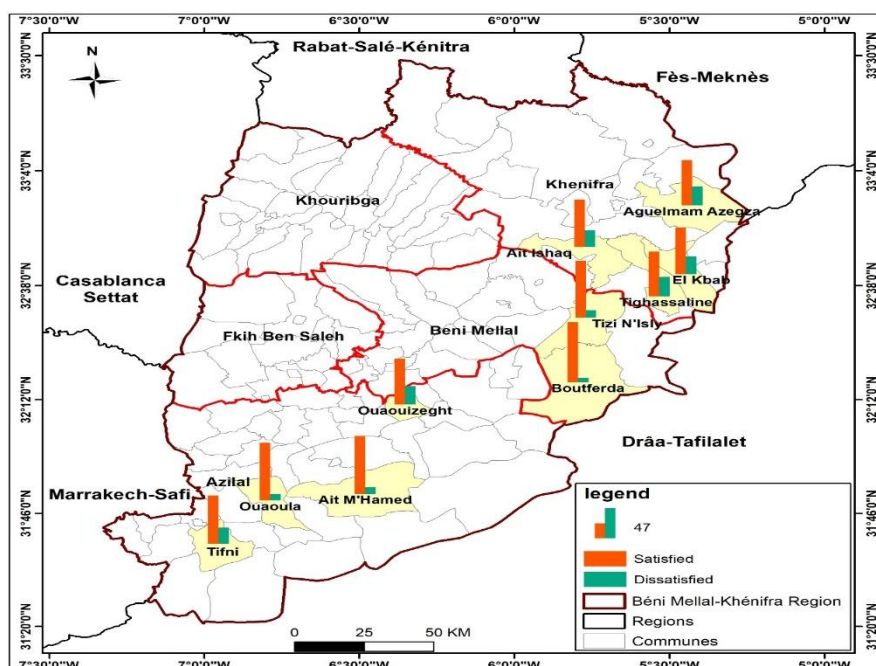 7°30'0"W 7°0'0"W 6°30'0"W 6°0'0"W 5°30'0"W 5°0'0"W
Rabat-Salé-Kénitra
N
Fès-Meknès
Khenifra
Khouribga
Aguelmam Azegza
Ait Ishaq
El Kbab
Casablanca
Settat
Tighassaline
Tizi N'Isly
Fkih Ben Saleh
Beni Mellal
Boutferda
Ouaouizeght
Drâa-Tafilalet
Azilal
Marrakech-Safi
Ait M'Hamed
Ouaoula
Tifni
legend
47
Satisfied
Dissatisfied
Béni Mellal-Khénifra Region
Regions
Communes
0 25 50 KM
33°30'0"N
33°4'0"N
32°38'0"N
32°12'0"N
31°46'0"N
31°20'0"N
33°30'0"N
33°4'0"N
32°38'0"N
32°12'0"N
31°46'0"N
31°20'0"N
7°30'0"W 7°0'0"W 6°30'0"W 6°0'0"W 5°30'0"W 5°0'0"W